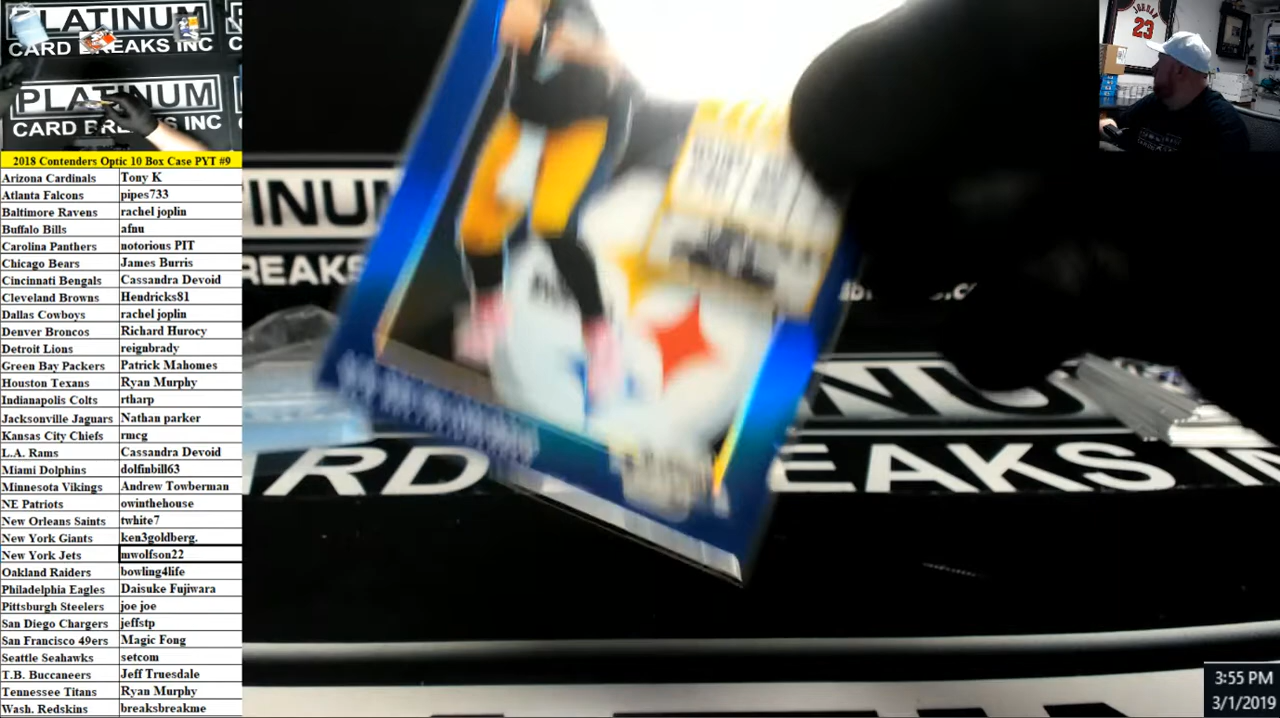 PLATINUM
CARD BREAKS INC
PLATINUM
CARD BREAKS INC
2018 Contenders Optic 10 Box Case PYT #9
Arizona Cardinals Tony K
Atlanta Falcons pipes733
Baltimore Ravens rachel joplin
Buffalo Bills afnu
Carolina Panthers notorious PIT
Chicago Bears James Burris
Cincinnati Bengals Cassandra Devoid
Cleveland Browns Hendricks81
Dallas Cowboys rachel joplin
Denver Broncos Richard Hurocy
Detroit Lions reignbrady
Green Bay Packers Patrick Mahomes
Houston Texans Ryan Murphy
Indianapolis Colts rtharp
Jacksonville Jaguars Nathan parker
Kansas City Chiefs rmcg
L.A. Rams Cassandra Devoid
Miami Dolphins dolfinbill63
Minnesota Vikings Andrew Towberman
NE Patriots owinthehouse
New Orleans Saints twhite7
New York Giants ken3goldberg.
New York Jets mwolfson22
Oakland Raiders bowling4life
Philadelphia Eagles Daisuke Fujiwara
Pittsburgh Steelers joe joe
San Diego Chargers jeffstp
San Francisco 49ers Magic Fong
Seattle Seahawks setcom
T.B. Buccaneers Jeff Truesdale
Tennessee Titans Ryan Murphy
Wash. Redskins breaksbreakme
JORDAN
23
INUM
REAKS
NU
ARD EAKS IN
3:55 PM
3/1/2019